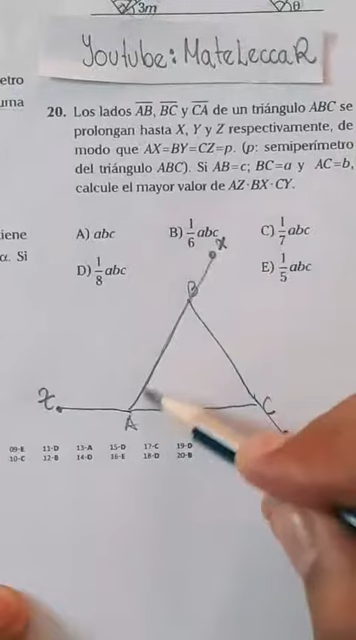 3m
θ
Youtube: MateLeccaR
etro
uma
20. Los lados AB, BC y CA de un triángulo ABC se
prolongan hasta X, Y y Z respectivamente, de
modo que AX=BY=CZ=p. (p: semiperímetro
del triángulo ABC). Si AB=c; BC=a y AC=b,
calcule el mayor valor de AZ·BX·CY.
iene
α. Si
A) abc
B) 1/6 abc
C) 1/7 abc
D) 1/8 abc
E) 1/5 abc
X
B
Z
A
C
09-E 11-D 13-A 15-D 17-C 19-D
10-C 12-B 14-D 16-E 18-D 20-B